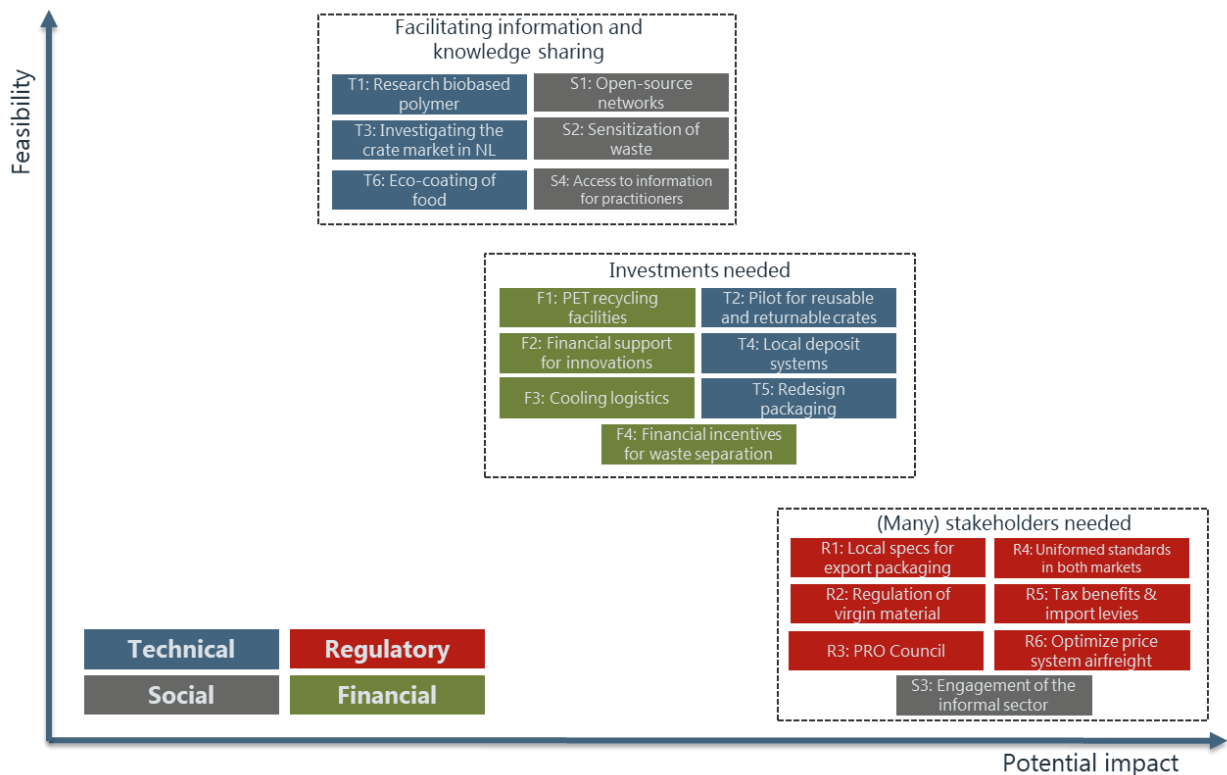 Feasibility
Facilitating information and
knowledge sharing
T1: Research biobased
polymer
S1: Open-source
networks
T3: Investigating the
crate market in NL
S2: Sensitization of
waste
T6: Eco-coating of
food
S4: Access to information
for practitioners
Investments needed
F1: PET recycling
facilities
T2: Pilot for reusable
and returnable crates
F2: Financial support
for innovations
T4: Local deposit
systems
F3: Cooling logistics
T5: Redesign
packaging
F4: Financial incentives
for waste separation
(Many) stakeholders needed
R1: Local specs for
export packaging
R4: Uniformed standards
in both markets
R2: Regulation of
virgin material
R5: Tax benefits &
import levies
R3: PRO Council
R6: Optimize price
system airfreight
S3: Engagement of the
informal sector
Technical
Regulatory
Social
Financial
Potential impact